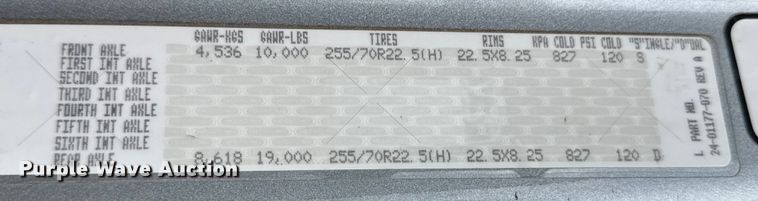 GAWR-KGS GAWR-LBS TIRES RIMS KPA COLD PSI COLD "S"INGLE/"D"UAL
FRONT AXLE 4,536 10,000 255/70R22.5(H) 22.5X8.25 827 120 S
FIRST INT AXLE
SECOND INT AXLE
THIRD INT AXLE
FOURTH INT AXLE
FIFTH INT AXLE
SIXTH INT AXLE
REAR AXLE 8,618 19,000 255/70R22.5(H) 22.5X8.25 827 120 D
L PART NO.
24-01177-070 REV A
Purple Wave Auction